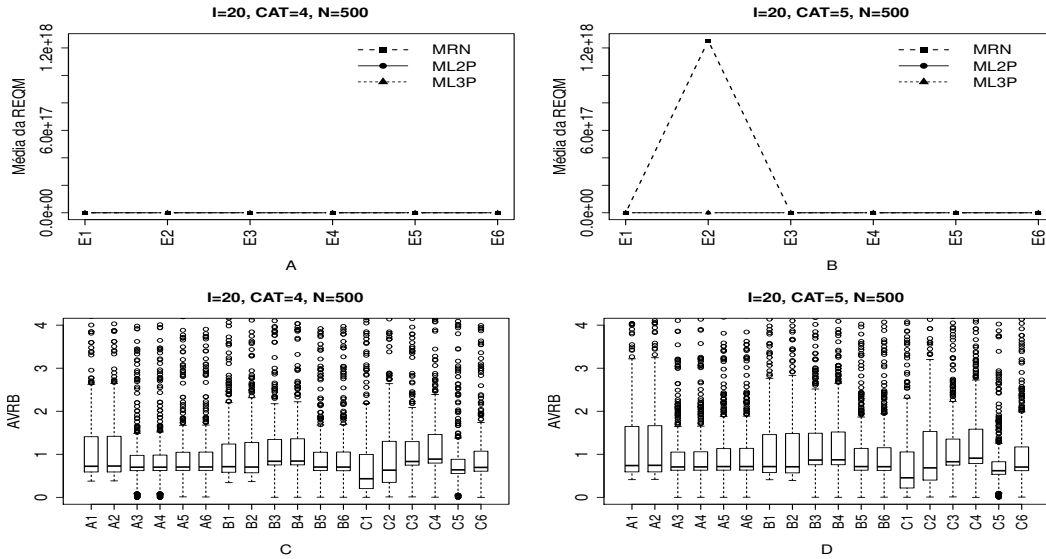 I=20, CAT=4, N=500
Média da REQM
1.2e+18
6.0e+17
0.0e+00
MRN
ML2P
ML3P
E1 E2 E3 E4 E5 E6
A
I=20, CAT=5, N=500
Média da REQM
1.2e+18
6.0e+17
0.0e+00
MRN
ML2P
ML3P
E1 E2 E3 E4 E5 E6
B
I=20, CAT=4, N=500
AVRB
4
3
2
1
0
A1 A2 A3 A4 A5 A6 B1 B2 B3 B4 B5 B6 C1 C2 C3 C4 C5 C6
C
I=20, CAT=5, N=500
AVRB
4
3
2
1
0
A1 A2 A3 A4 A5 A6 B1 B2 B3 B4 B5 B6 C1 C2 C3 C4 C5 C6
D